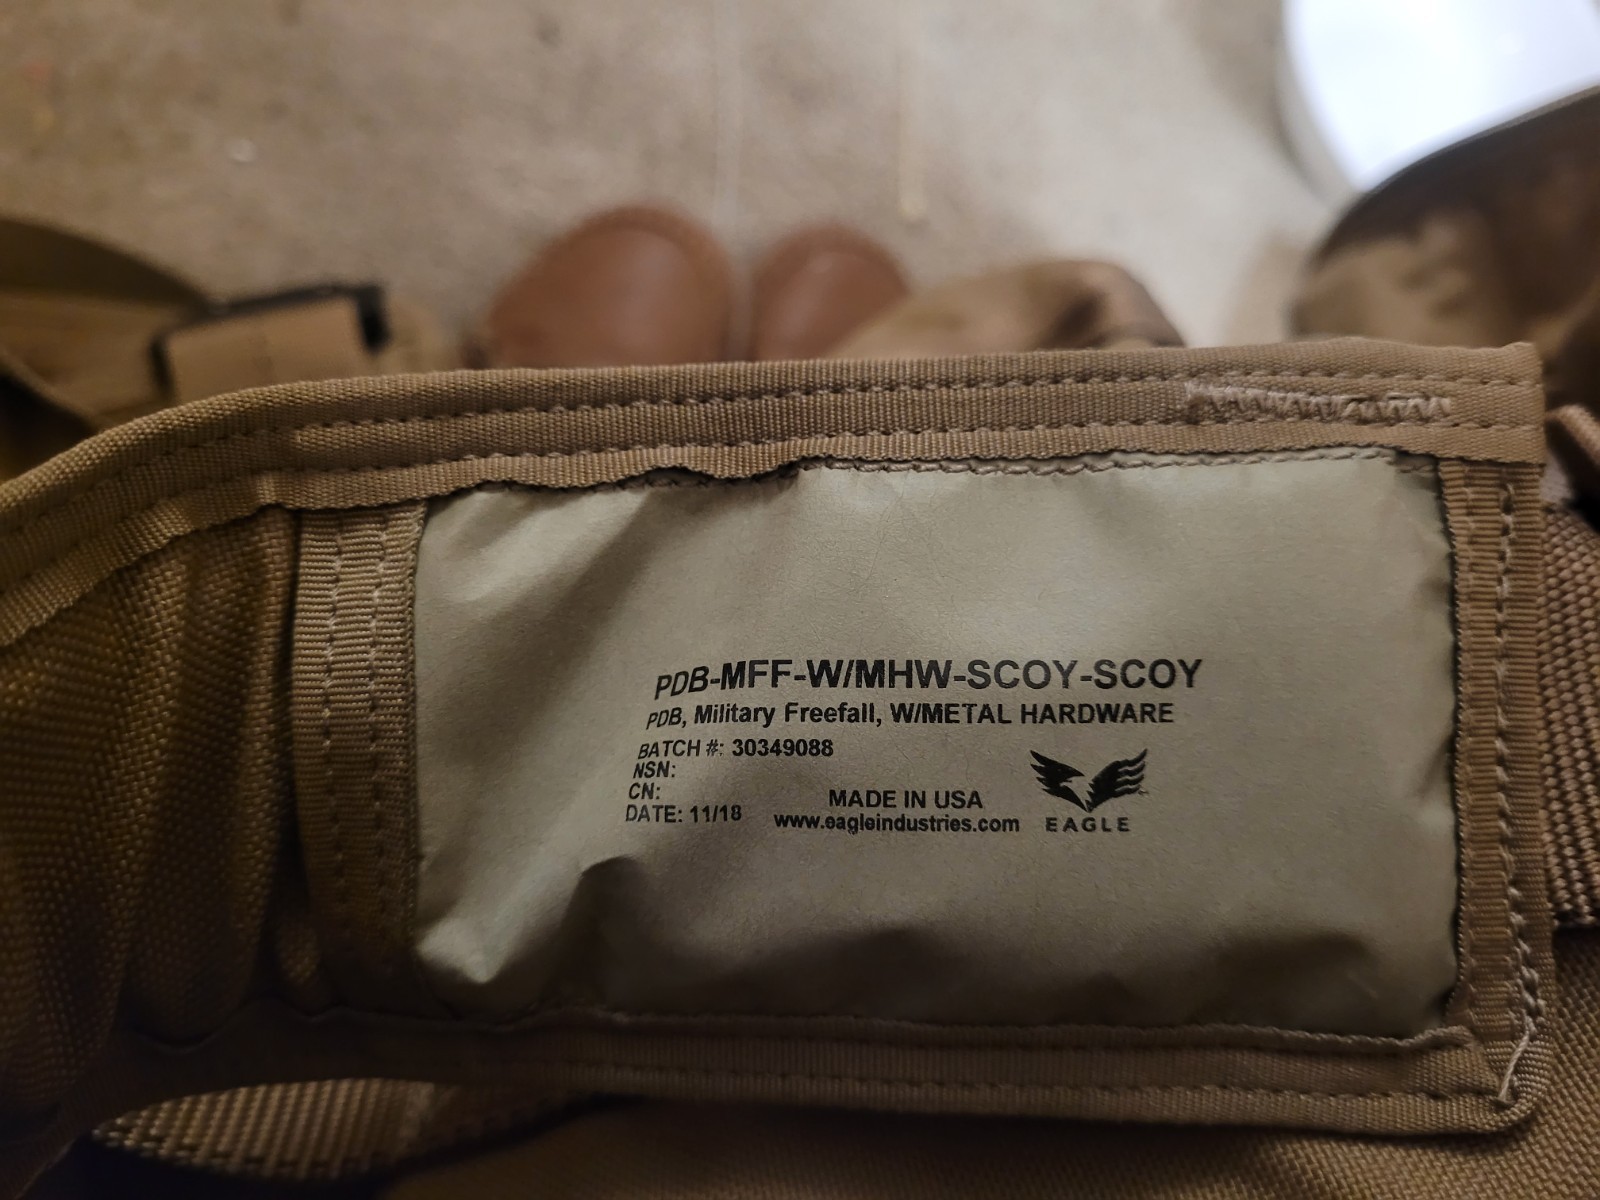 PDB-MFF-W/MHW-SCOY-SCOY
PDB, Military Freefall, W/METAL HARDWARE
BATCH #: 30349088
NSN:
CN:
DATE: 11/18
MADE IN USA
www.eagleindustries.com
EAGLE